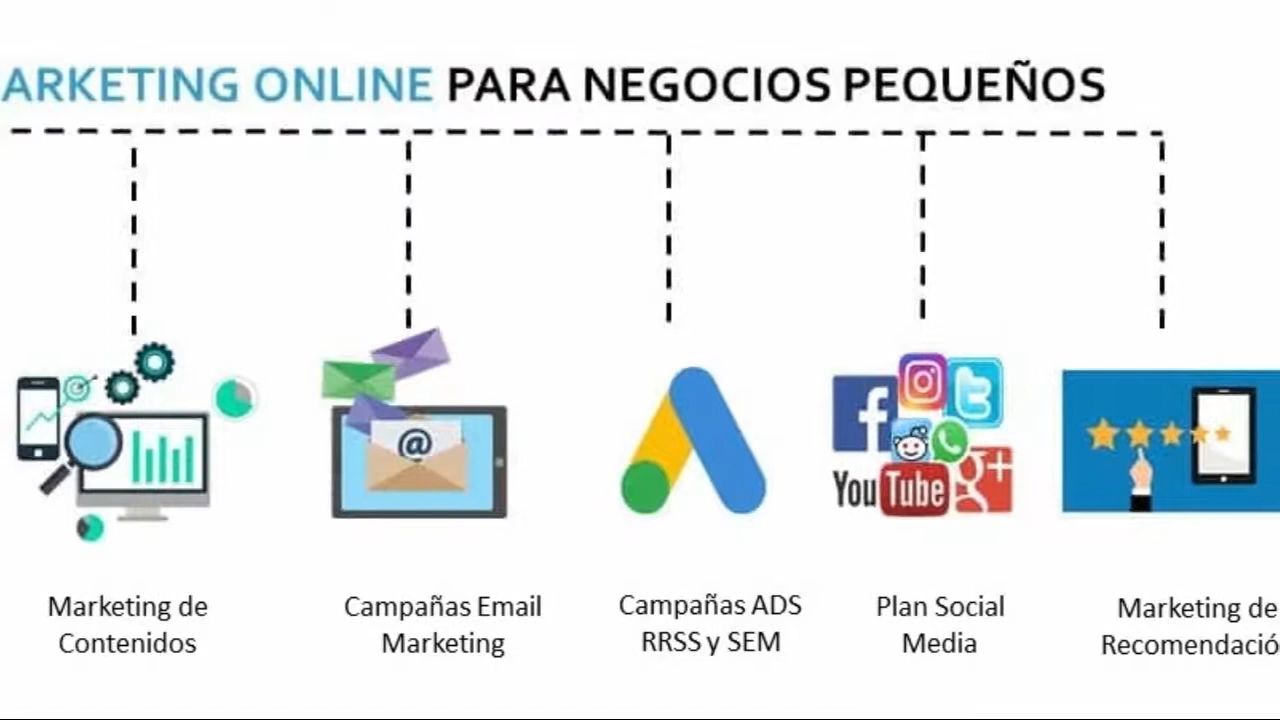 ARKETING ONLINE PARA NEGOCIOS PEQUEÑOS
@
f
t
You Tube
g+
Marketing de
Contenidos
Campañas Email
Marketing
Campañas ADS
RRSS y SEM
Plan Social
Media
Marketing de
Recomendació